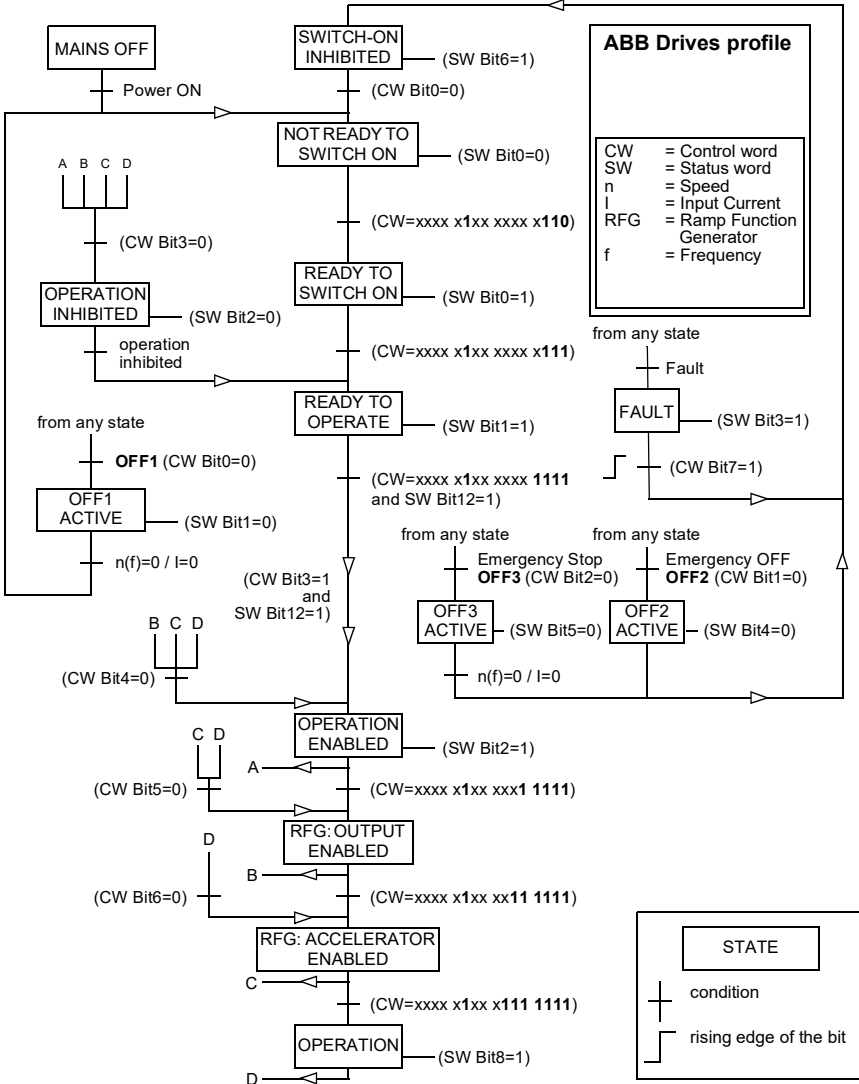 MAINS OFF
Power ON
SWITCH-ON
INHIBITED
(SW Bit6=1)
(CW Bit0=0)
NOT READY TO
SWITCH ON
(SW Bit0=0)
A B C D
(CW Bit3=0)
OPERATION
INHIBITED
(SW Bit2=0)
operation
inhibited
(CW=xxxx x1xx xxxx x110)
READY TO
SWITCH ON
(SW Bit0=1)
(CW=xxxx x1xx xxxx x111)
READY TO
OPERATE
(SW Bit1=1)
(CW=xxxx x1xx xxxx 1111
and SW Bit12=1)
from any state
OFF1 (CW Bit0=0)
OFF1
ACTIVE
(SW Bit1=0)
n(f)=0 / I=0
(CW Bit3=1
and
SW Bit12=1)
ABB Drives profile
CW = Control word
SW = Status word
n = Speed
I = Input Current
RFG = Ramp Function
Generator
f = Frequency
from any state
Fault
FAULT
(SW Bit3=1)
(CW Bit7=1)
from any state
Emergency Stop
OFF3 (CW Bit2=0)
OFF3
ACTIVE
(SW Bit5=0)
n(f)=0 / I=0
from any state
Emergency OFF
OFF2 (CW Bit1=0)
OFF2
ACTIVE
(SW Bit4=0)
B C D
(CW Bit4=0)
OPERATION
ENABLED
(SW Bit2=1)
A
(CW=xxxx x1xx xxx1 1111)
C D
(CW Bit5=0)
RFG: OUTPUT
ENABLED
B
(CW=xxxx x1xx xx11 1111)
D
(CW Bit6=0)
RFG: ACCELERATOR
ENABLED
C
(CW=xxxx x1xx x111 1111)
OPERATION
(SW Bit8=1)
D
STATE
condition
rising edge of the bit